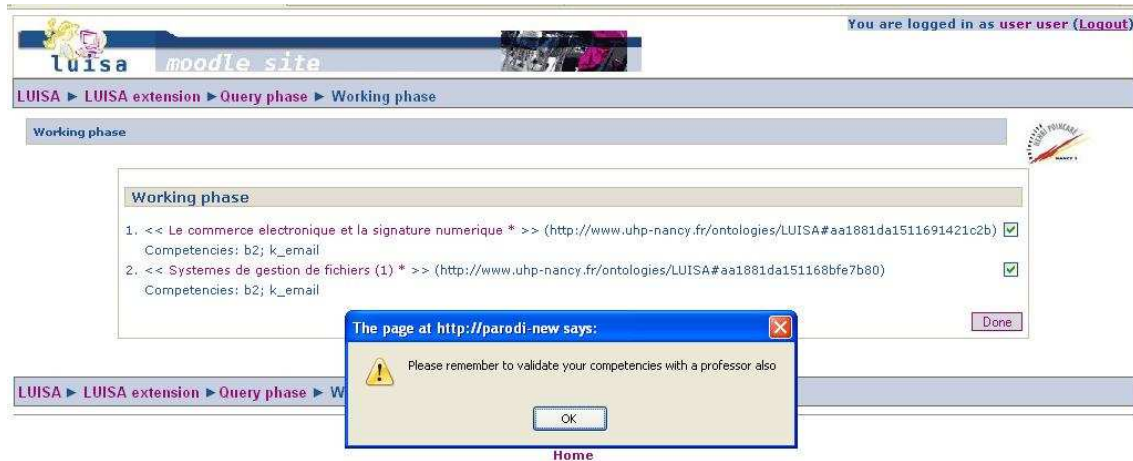 You are logged in as user user (Logout)
luisa moodle site
LUISA ► LUISA extension ► Query phase ► Working phase
Working phase
HENRI POINCARÉ
NANCY 1
Working phase
1. << Le commerce electronique et la signature numerique * >> (http://www.uhp-nancy.fr/ontologies/LUISA#aa1881da1511691421c2b)
Competencies: b2; k_email
2. << Systemes de gestion de fichiers (1) * >> (http://www.uhp-nancy.fr/ontologies/LUISA#aa1881da151168bfe7b80)
Competencies: b2; k_email
Done
The page at http://parodi-new says:
Please remember to validate your competencies with a professor also
OK
LUISA ► LUISA extension ► Query phase ► W
Home